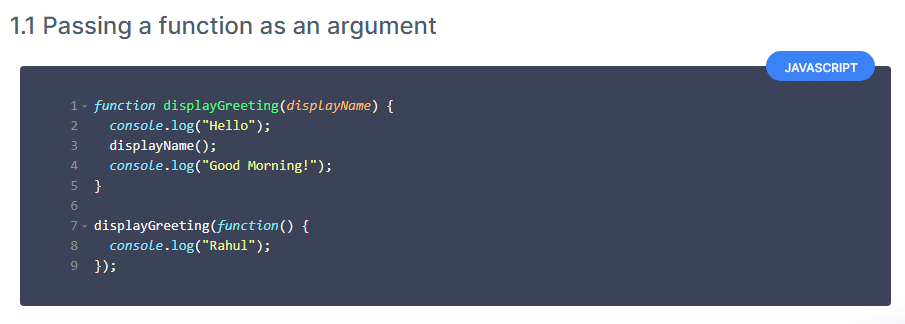 1.1 Passing a function as an argument
JAVASCRIPT
1 function displayGreeting(displayName) {
2   console.log("Hello");
3   displayName();
4   console.log("Good Morning!");
5 }
6
7 displayGreeting(function() {
8   console.log("Rahul");
9 });